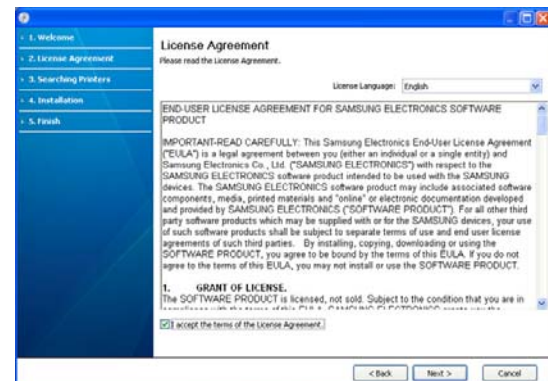 1. Welcome
2. License Agreement
3. Searching Printers
4. Installation
5. Finish
License Agreement
Please read the License Agreement.
License Language: English
END-USER LICENSE AGREEMENT FOR SAMSUNG ELECTRONICS SOFTWARE
PRODUCT
IMPORTANT-READ CAREFULLY: This Samsung Electronics End-User License Agreement
("EULA") is a legal agreement between you (either an individual or a single entity) and
Samsung Electronics Co., Ltd. ("SAMSUNG ELECTRONICS") with respect to the
SAMSUNG ELECTRONICS software product intended to be used with the SAMSUNG
devices. The SAMSUNG ELECTRONICS software product may include associated software
components, media, printed materials and "online" or electronic documentation developed
and provided by SAMSUNG ELECTRONICS ("SOFTWARE PRODUCT"). For all other third
party software products which may be supplied with or for the SAMSUNG devices, your use
of such software products shall be subject to separate terms of use and end user license
agreements of such third parties. By installing, copying, downloading or using the
SOFTWARE PRODUCT, you agree to be bound by the terms of this EULA. If you do not
agree to the terms of this EULA, you may not install or use the SOFTWARE PRODUCT.
1. GRANT OF LICENSE.
The SOFTWARE PRODUCT is licensed, not sold. Subject to the condition that you are in
I accept the terms of the License Agreement.
< Back
Next >
Cancel